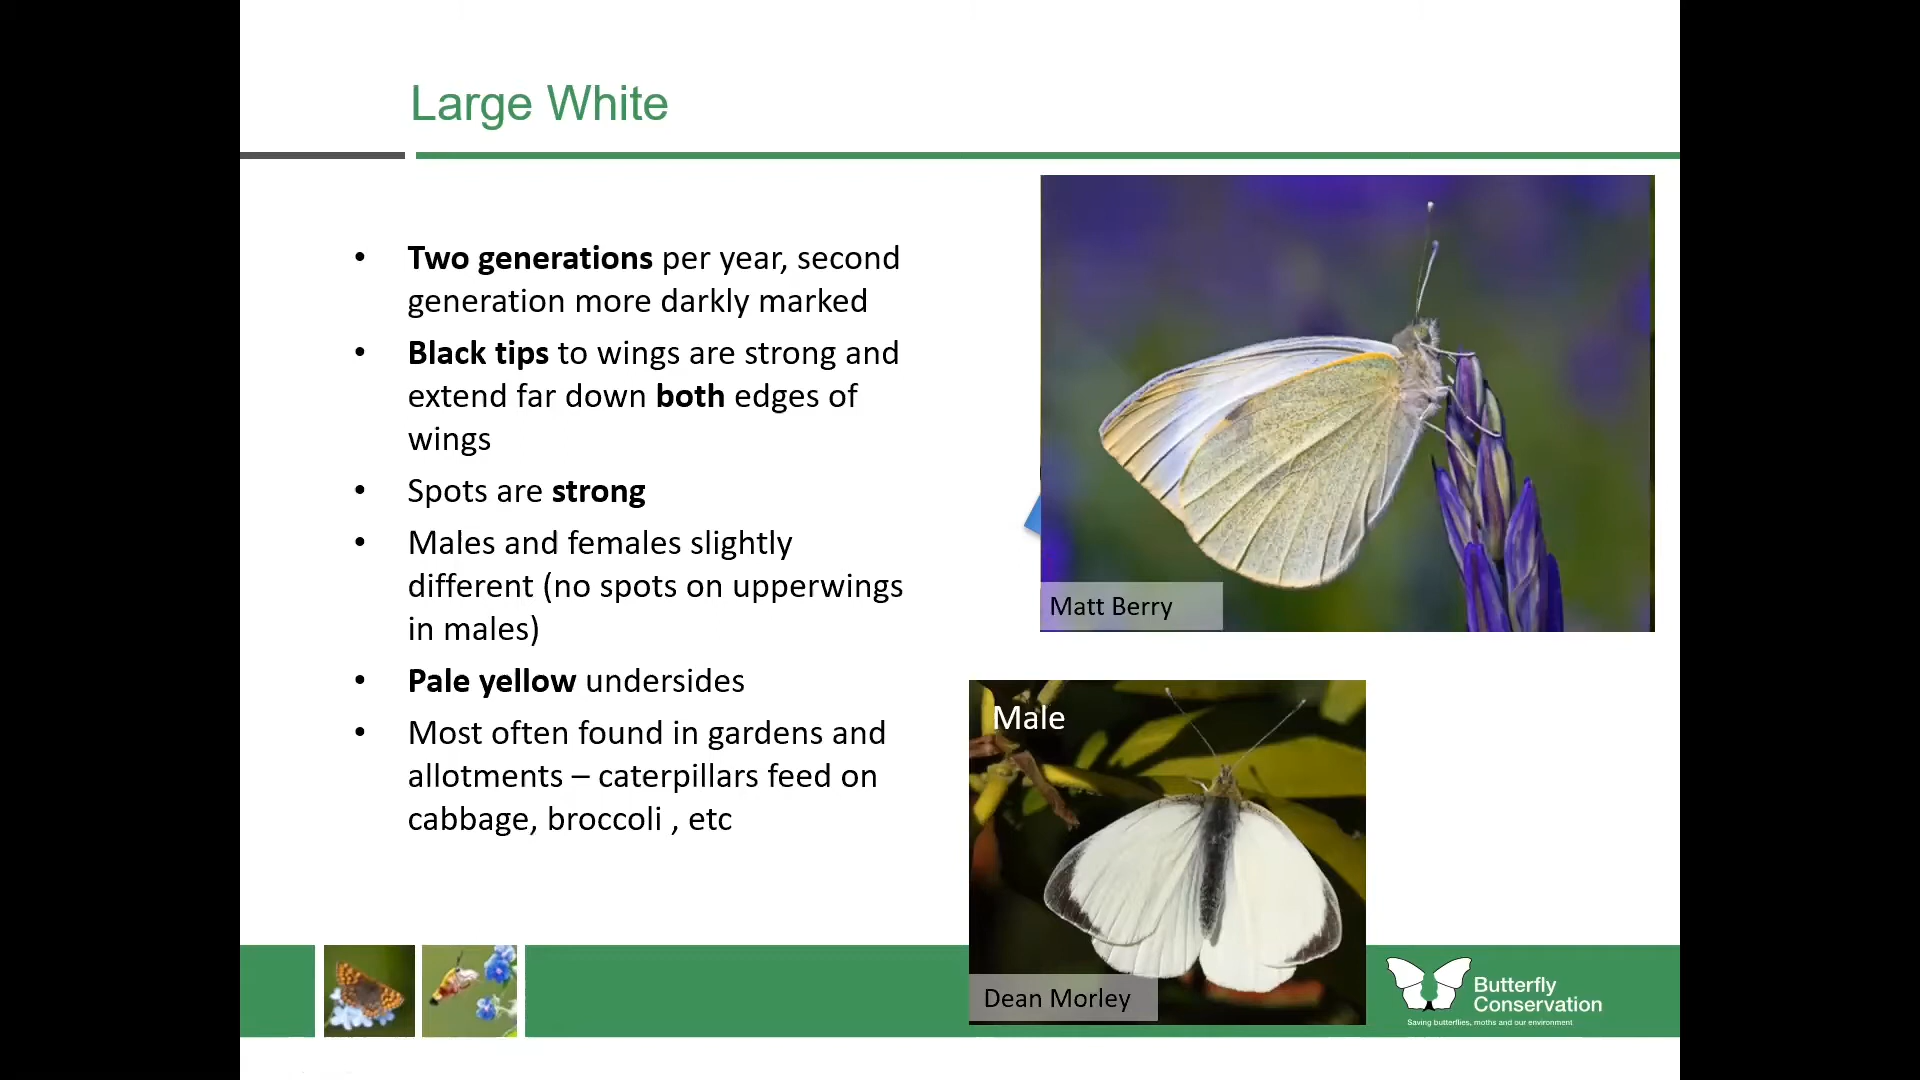 Large White
• Two generations per year, second
generation more darkly marked
• Black tips to wings are strong and
extend far down both edges of
wings
• Spots are strong
• Males and females slightly
different (no spots on upperwings
in males)
• Pale yellow undersides
• Most often found in gardens and
allotments – caterpillars feed on
cabbage, broccoli , etc
Matt Berry
Male
Dean Morley
Butterfly
Conservation
Saving butterflies, moths and our environment